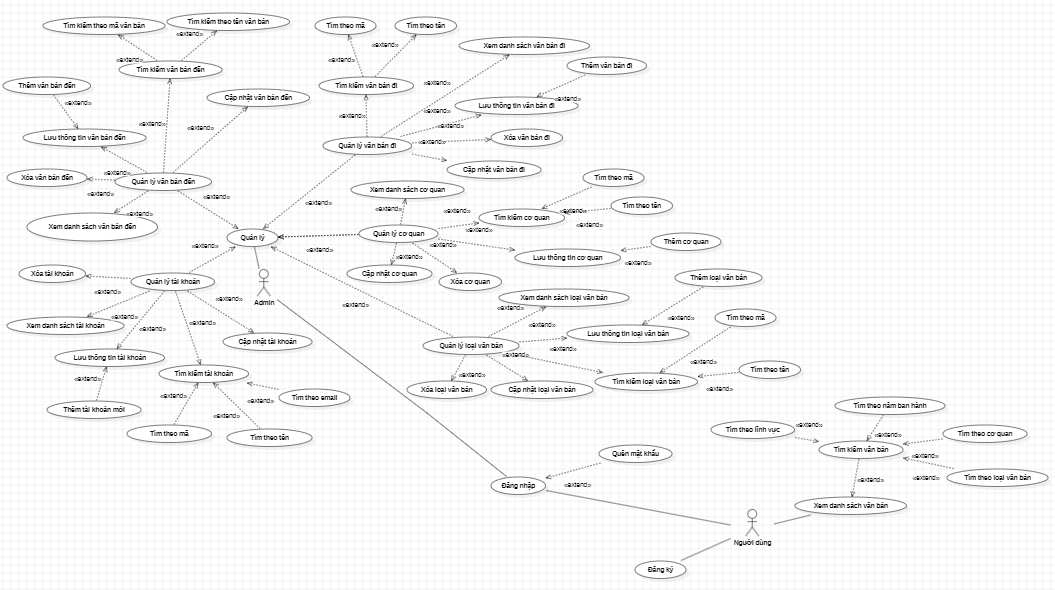 Tìm kiếm theo mã văn bản
Tìm kiếm theo tên văn bản
Tìm theo mã
Tìm theo tên
«extend»
«extend»
Xem danh sách văn bản đi
«extend»
«extend»
Tìm kiếm văn bản đến
Thêm văn bản đi
Thêm văn bản đến
Tìm kiếm văn bản đi
«extend»
Cập nhật văn bản đến
«extend»
«extend»
Lưu thông tin văn bản đi
«extend»
«extend»
«extend»
«extend»
«extend»
Lưu thông tin văn bản đến
Xóa văn bản đi
«extend»
Quản lý văn bản đi
«extend»
Cập nhật văn bản đi
Xóa văn bản đến
Quản lý văn bản đến
Tìm theo mã
Xem danh sách cơ quan
«extend»
«extend»
«extend»
Tìm theo tên
«extend»
«extend»
«extend»
«extend»
Tìm kiếm cơ quan
Xem danh sách văn bản đến
«extend»
«extend»
Quản lý
Quản lý cơ quan
Thêm cơ quan
«extend»
«extend»
«extend»
«extend»
Lưu thông tin cơ quan
«extend»
Xóa tài khoản
Cập nhật cơ quan
Quản lý tài khoản
Xóa cơ quan
Thêm loại văn bản
«extend»
«extend»
Xem danh sách loại văn bản
Admin
«extend»
«extend»
«extend»
«extend»
Tìm theo mã
«extend»
«extend»
Xem danh sách tài khoản
«extend»
Lưu thông tin loại văn bản
Cập nhật tài khoản
Quản lý loại văn bản
«extend»
Lưu thông tin tài khoản
«extend»
«extend»
Tìm kiếm tài khoản
«extend»
Tìm theo tên
«extend»
Tìm kiếm loại văn bản
Xóa loại văn bản
Cập nhật loại văn bản
«extend»
«extend»
Tìm theo email
«extend»
Thêm tài khoản mới
Tìm theo năm ban hành
«extend»
«extend»
Tìm theo lĩnh vực
Tìm theo mã
Tìm theo tên
«extend»
Tìm theo cơ quan
Tìm kiếm văn bản
Quên mật khẩu
«extend»
«extend»
«extend»
Tìm theo loại văn bản
Đăng nhập
«extend»
Xem danh sách văn bản
Người dùng
Đăng ký